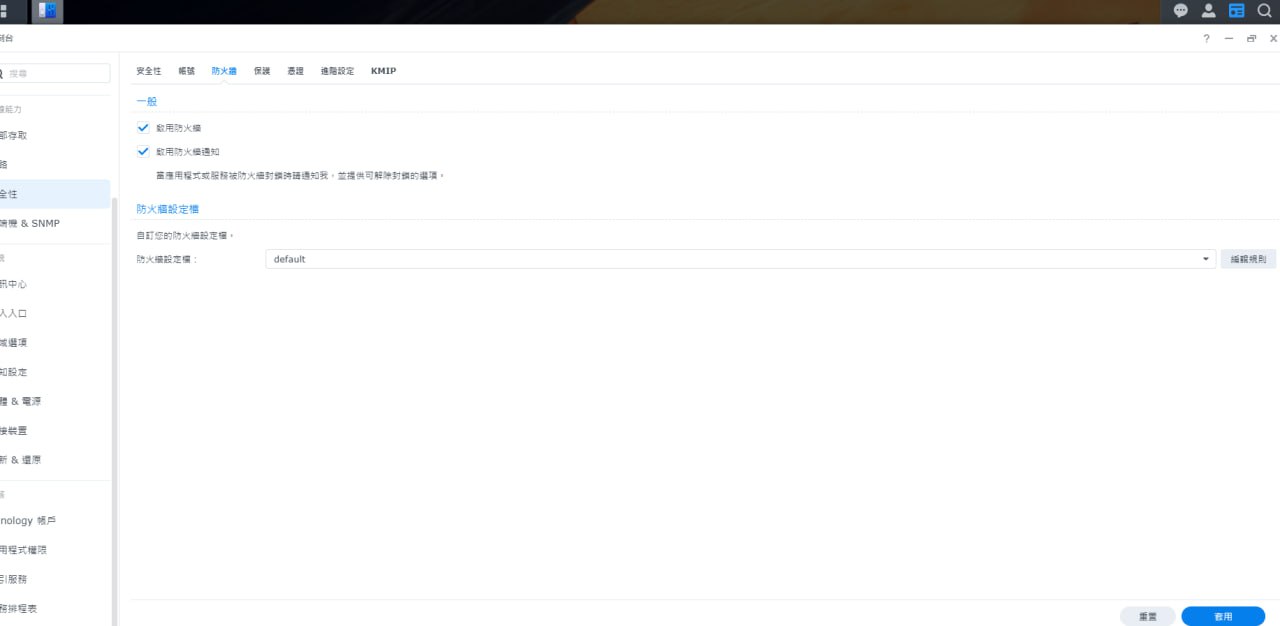 制台
?
搜尋
線能力
部存取
路
全性
端機 & SNMP
統
訊中心
入入口
域選項
知設定
體 & 電源
接裝置
新 & 還原
務
nology 帳戶
用程式權限
引服務
務排程表
安全性 帳號 防火牆 保護 憑證 進階設定 KMIP
一般
啟用防火牆
啟用防火牆通知
當應用程式或服務被防火牆封鎖時請通知我，並提供可解除封鎖的選項。
防火牆設定檔
自訂您的防火牆設定檔。
防火牆設定檔： default 編輯規則
重置 套用